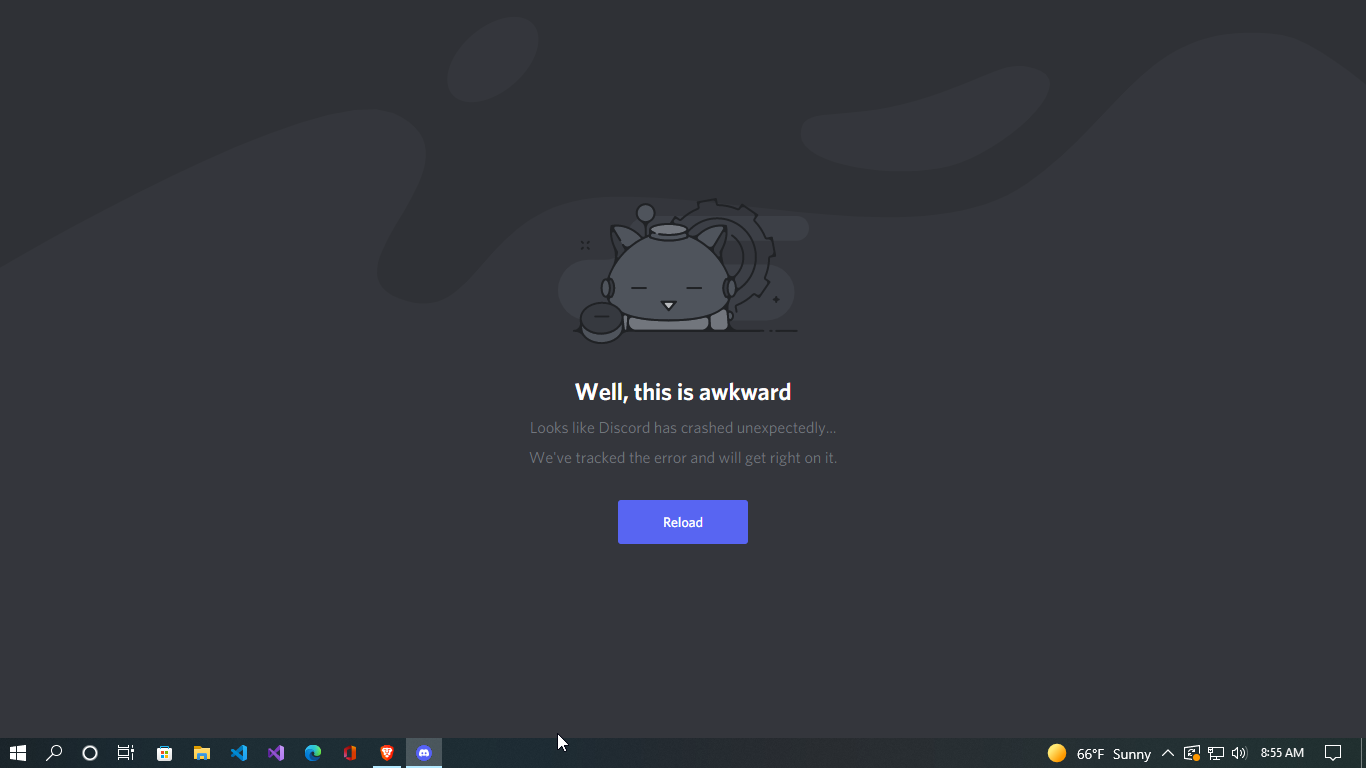 Well, this is awkward
Looks like Discord has crashed unexpectedly...
We've tracked the error and will get right on it.
Reload
66°F Sunny
8:55 AM